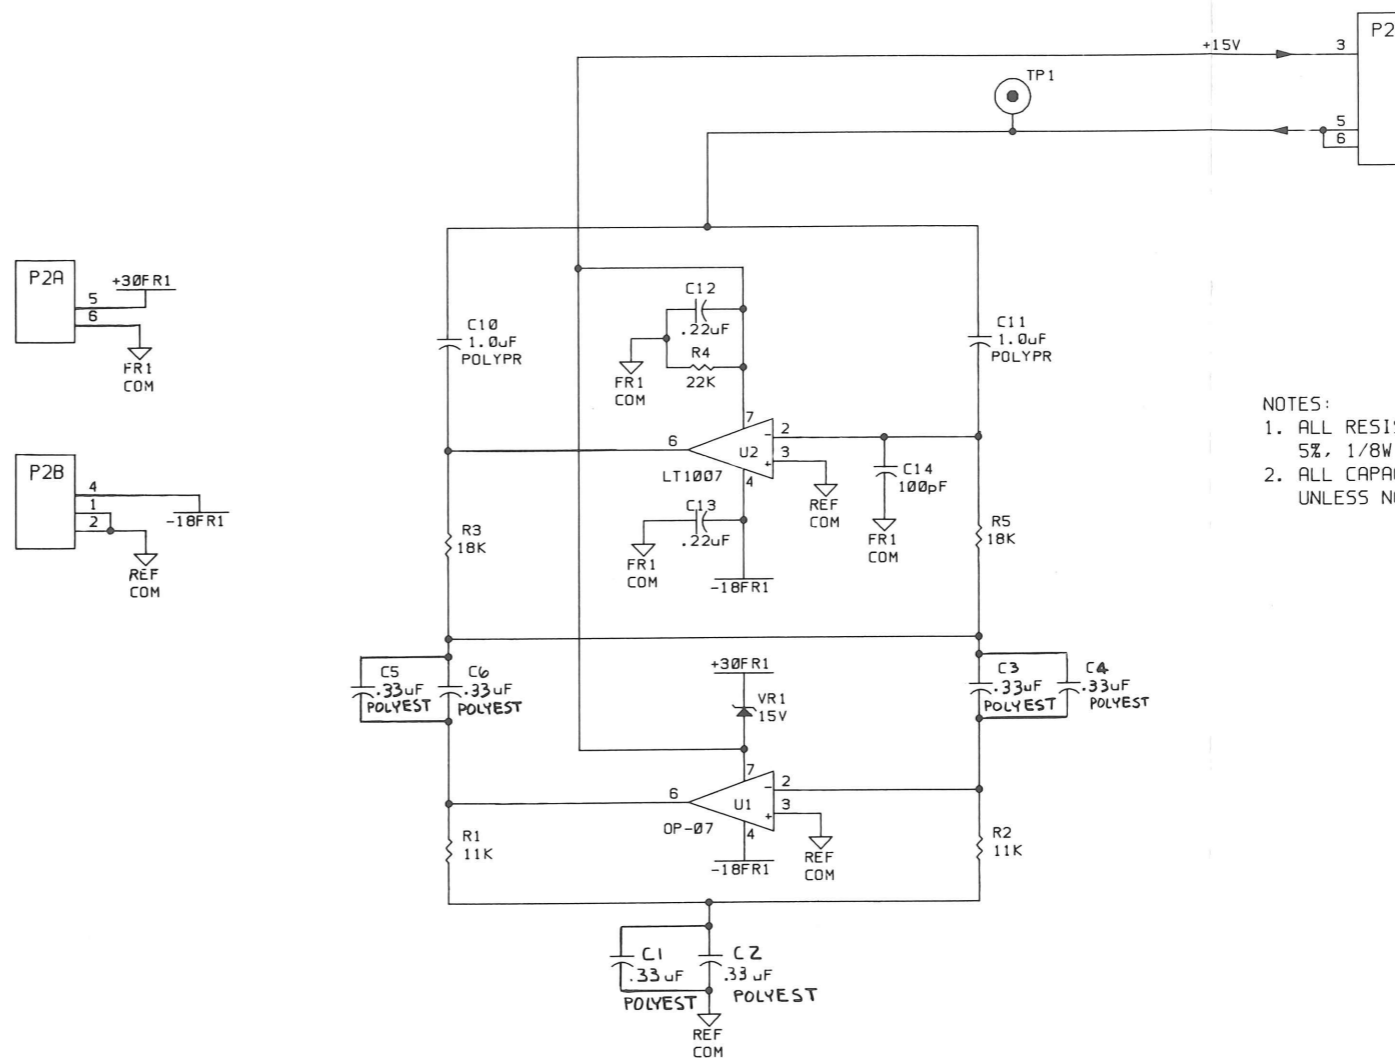 P2
+15V
3
TP1
5
6
P2A
+30FR1
5
6
FR1
COM
C10
1.0uF
POLYPR
C12
.22uF
R4
22K
FR1
COM
C11
1.0uF
POLYPR
7
6
2
3
4
U2
LT1007
-
+
REF
COM
C14
100pF
FR1
COM
NOTES:
1. ALL RESIS
5%, 1/8W
2. ALL CAPA
UNLESS N
P2B
4
1
2
-18FR1
REF
COM
R3
18K
C13
.22uF
FR1
COM
-18FR1
R5
18K
C5
.33uF
POLYEST
C6
.33uF
POLYEST
+30FR1
VR1
15V
C3
.33uF
POLYEST
C4
.33uF
POLYEST
7
6
2
3
4
U1
OP-07
-
+
-18FR1
REF
COM
R1
11K
R2
11K
C1
.33uF
POLYEST
C2
.33uF
POLYEST
REF
COM